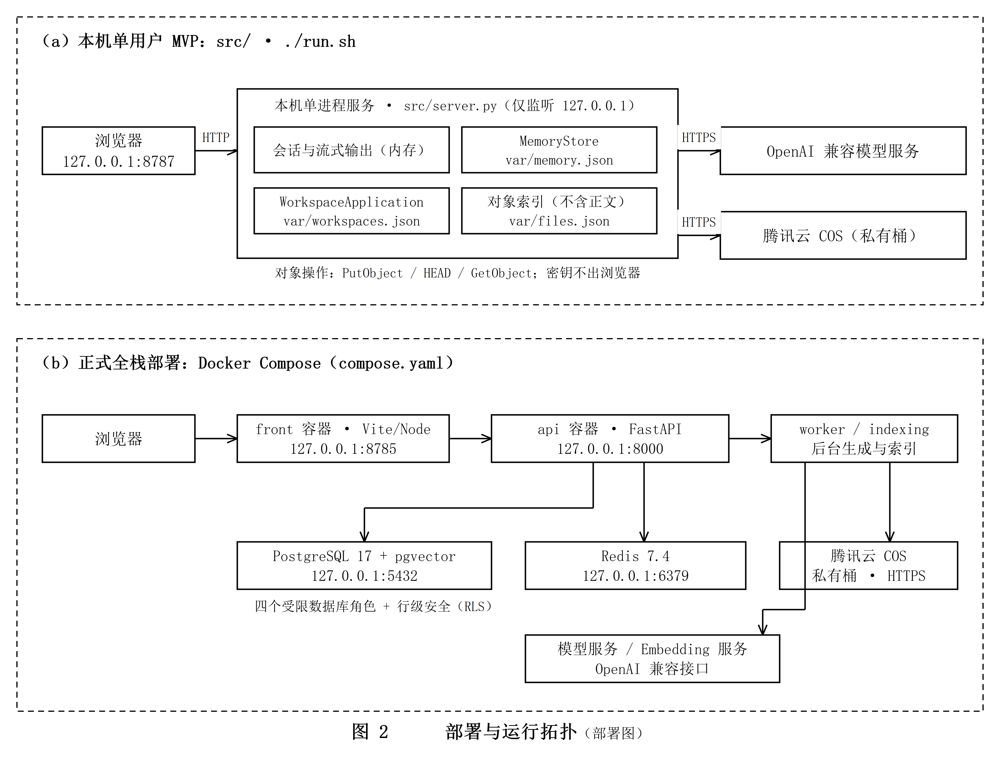 （a）本机单用户 MVP：src/ · ./run.sh
本机单进程服务 · src/server.py（仅监听 127.0.0.1）
浏览器
127.0.0.1:8787
HTTP
会话与流式输出（内存）
MemoryStore
var/memory.json
HTTPS
OpenAI 兼容模型服务
WorkspaceApplication
var/workspaces.json
对象索引（不含正文）
var/files.json
HTTPS
腾讯云 COS（私有桶）
对象操作：PutObject / HEAD / GetObject；密钥不出浏览器
（b）正式全栈部署：Docker Compose（compose.yaml）
浏览器
front 容器 · Vite/Node
127.0.0.1:8785
api 容器 · FastAPI
127.0.0.1:8000
worker / indexing
后台生成与索引
PostgreSQL 17 + pgvector
127.0.0.1:5432
Redis 7.4
127.0.0.1:6379
腾讯云 COS
私有桶 · HTTPS
四个受限数据库角色 + 行级安全（RLS）
模型服务 / Embedding 服务
OpenAI 兼容接口
图 2 部署与运行拓扑（部署图）